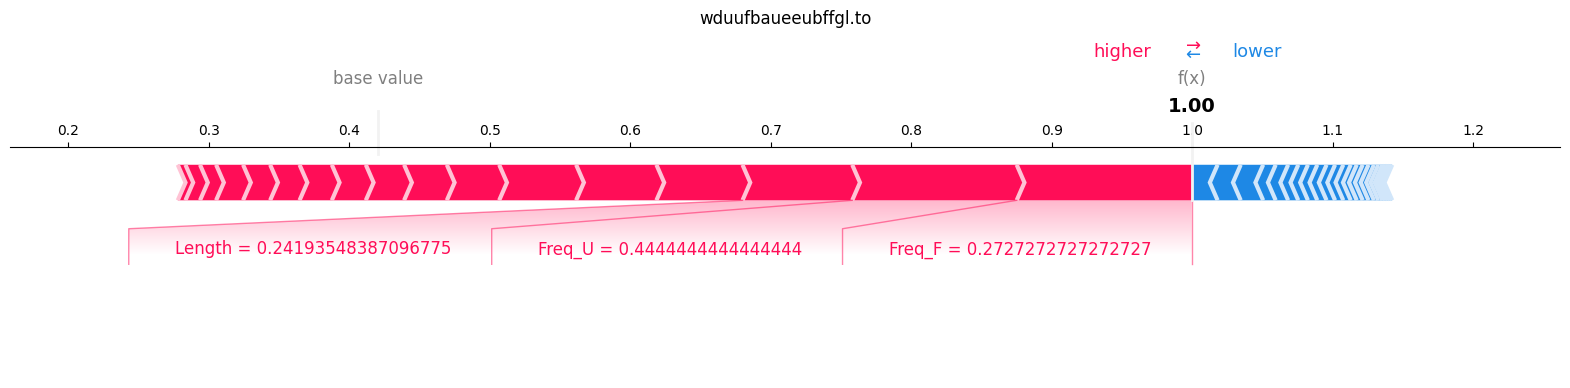 wduufbaueeubffgl.to
higher ⇄ lower
base value f(x)
1.00
0.2 0.3 0.4 0.5 0.6 0.7 0.8 0.9 1.0 1.1 1.2
Length = 0.24193548387096775 Freq_U = 0.4444444444444444 Freq_F = 0.2727272727272727